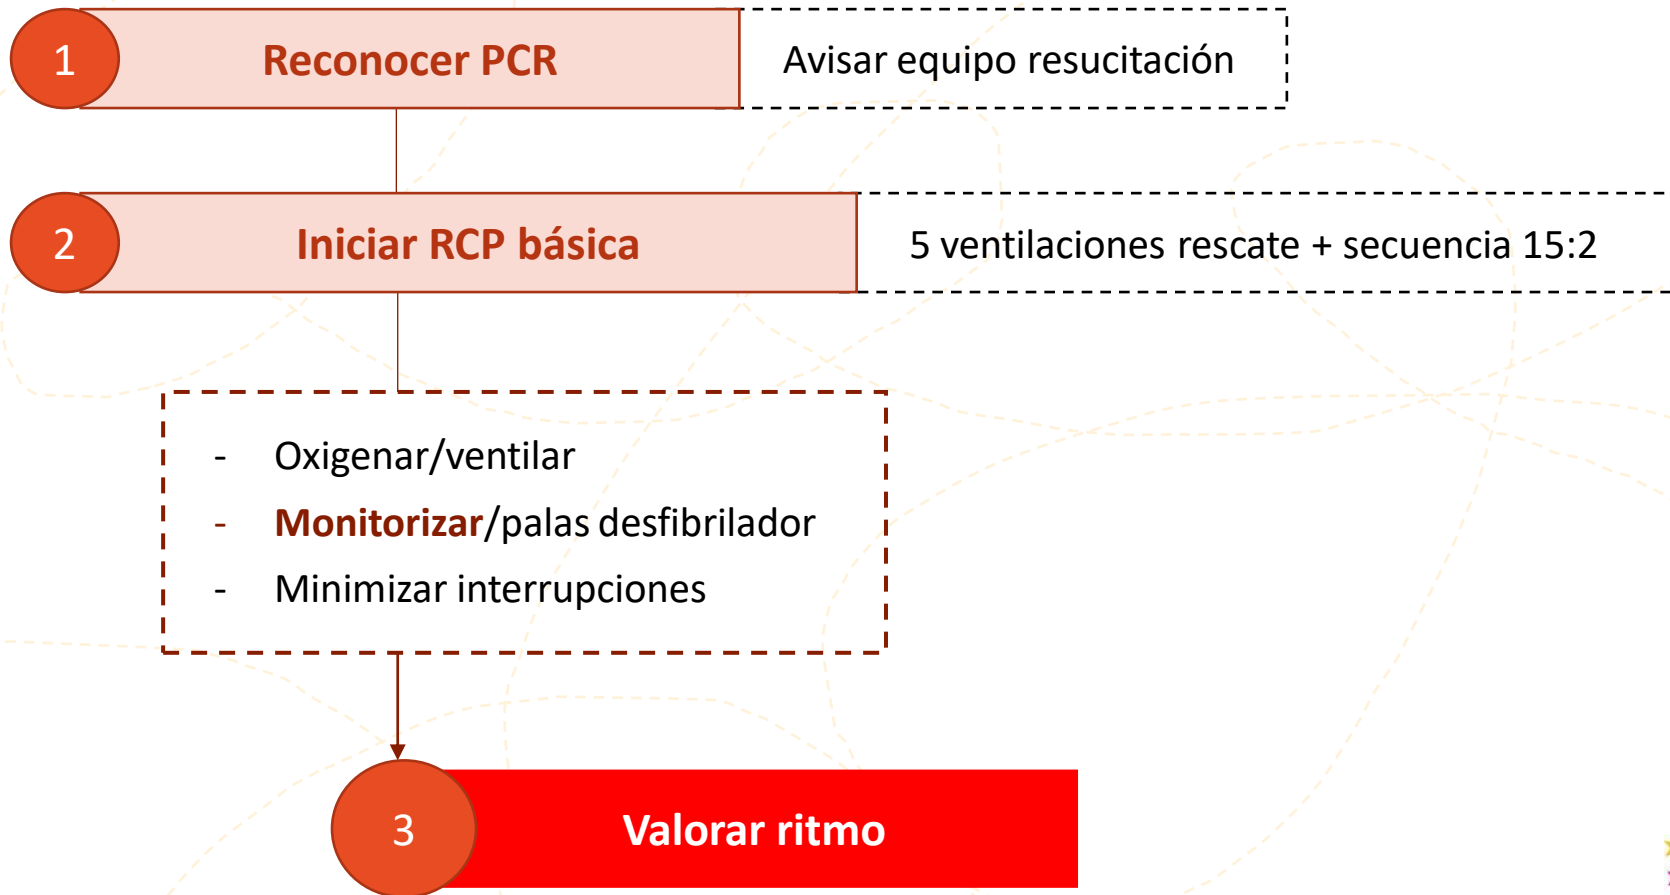 1
Reconocer PCR
Avisar equipo resucitación
2
Iniciar RCP básica
5 ventilaciones rescate + secuencia 15:2
- Oxigenar/ventilar
- Monitorizar/palas desfibrilador
- Minimizar interrupciones
3
Valorar ritmo